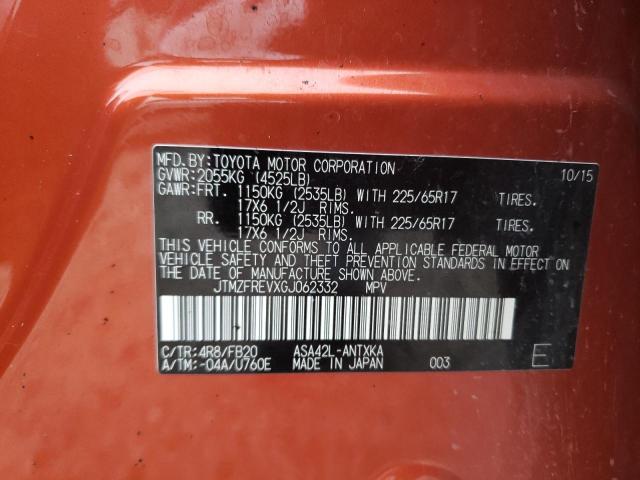 MFD. BY: TOYOTA MOTOR CORPORATION 10/15
GVWR: 2055KG (4525LB)
GAWR: FRT. 1150KG (2535LB) WITH 225/65R17 TIRES.
17X6 1/2J RIMS.
RR. 1150KG (2535LB) WITH 225/65R17 TIRES.
17X6 1/2J RIMS.
THIS VEHICLE CONFORMS TO ALL APPLICABLE FEDERAL MOTOR
VEHICLE SAFETY AND THEFT PREVENTION STANDARDS IN EFFECT ON THE
DATE OF MANUFACTURE SHOWN ABOVE.
JTMZFREVXGJ062332 MPV
C/TR: 4R8/FB20 ASA42L-ANTXKA
A/TM: -04A/U760E MADE IN JAPAN 003 E